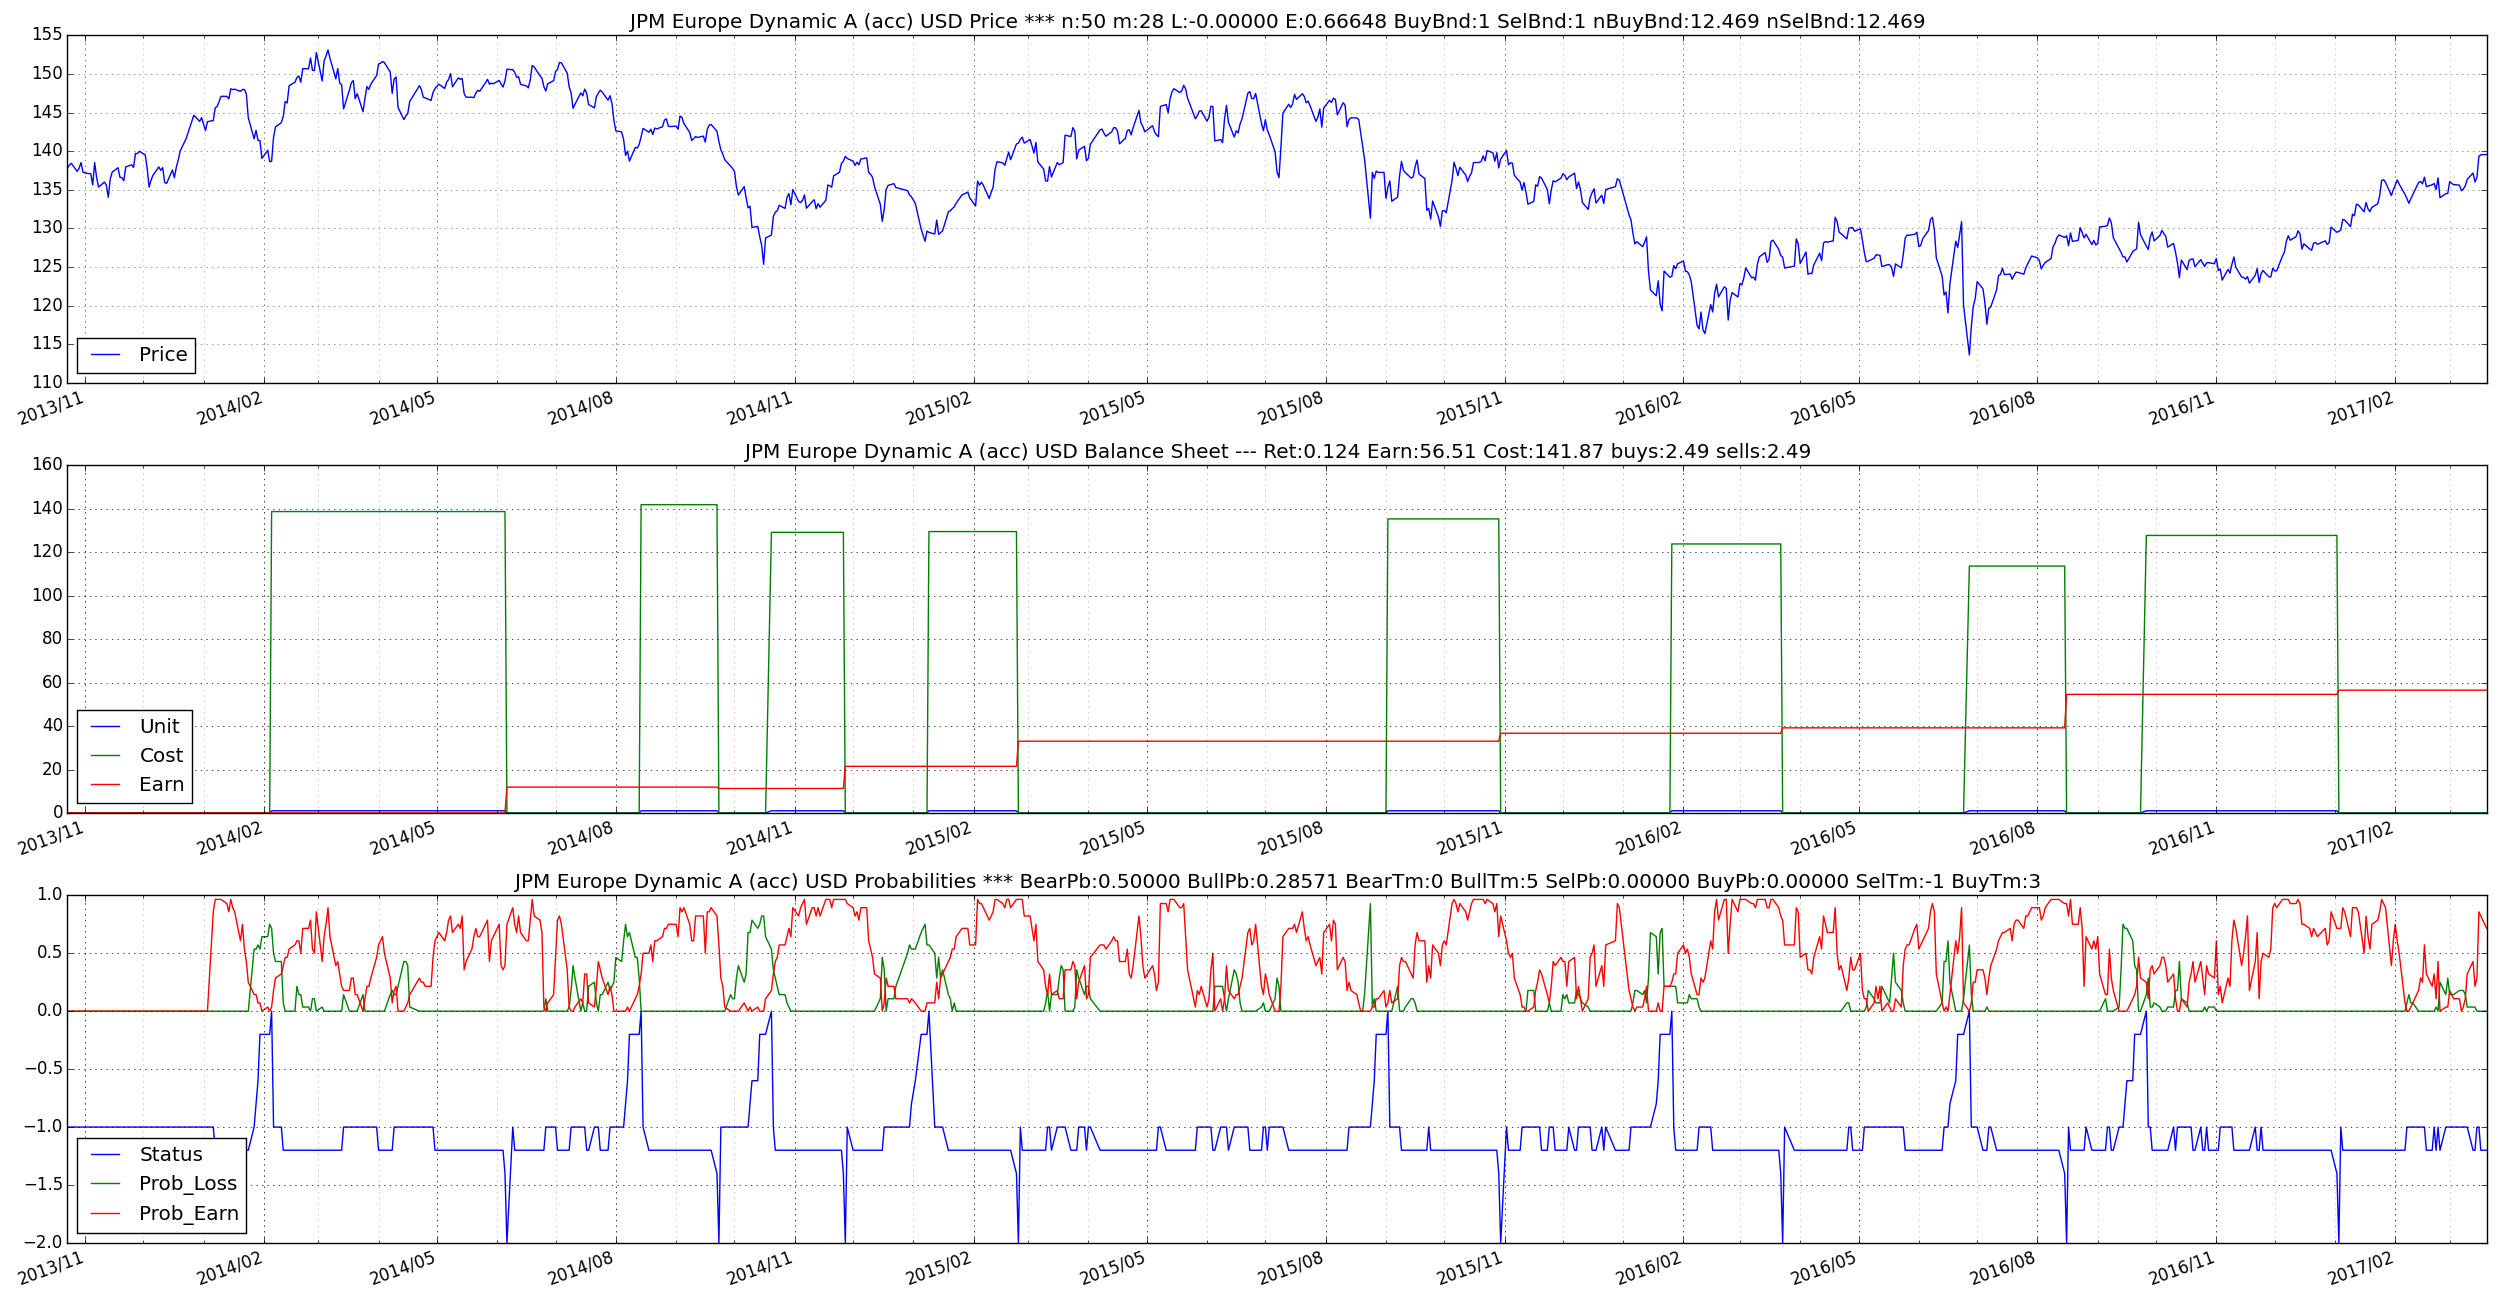 JPM Europe Dynamic A (acc) USD Price *** n:50 m:28 L:-0.00000 E:0.66648 BuyBnd:1 SelBnd:1 nBuyBnd:12.469 nSelBnd:12.469
155
150
145
140
135
130
125
120
115
110
Price
2013/11 2014/02 2014/05 2014/08 2014/11 2015/02 2015/05 2015/08 2015/11 2016/02 2016/05 2016/08 2016/11 2017/02
JPM Europe Dynamic A (acc) USD Balance Sheet --- Ret:0.124 Earn:56.51 Cost:141.87 buys:2.49 sells:2.49
160
140
120
100
80
60
40
20
0
Unit
Cost
Earn
2013/11 2014/02 2014/05 2014/08 2014/11 2015/02 2015/05 2015/08 2015/11 2016/02 2016/05 2016/08 2016/11 2017/02
JPM Europe Dynamic A (acc) USD Probabilities *** BearPb:0.50000 BullPb:0.28571 BearTm:0 BullTm:5 SelPb:0.00000 BuyPb:0.00000 SelTm:-1 BuyTm:3
1.0
0.5
0.0
−0.5
−1.0
−1.5
−2.0
Status
Prob_Loss
Prob_Earn
2013/11 2014/02 2014/05 2014/08 2014/11 2015/02 2015/05 2015/08 2015/11 2016/02 2016/05 2016/08 2016/11 2017/02